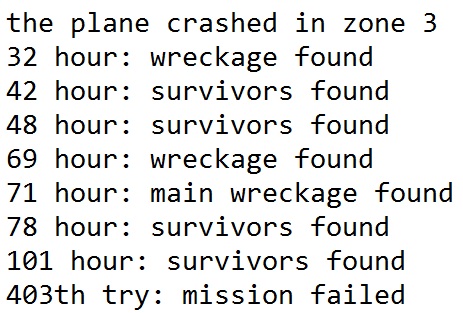 the plane crashed in zone 3
32 hour: wreckage found
42 hour: survivors found
48 hour: survivors found
69 hour: wreckage found
71 hour: main wreckage found
78 hour: survivors found
101 hour: survivors found
403th try: mission failed